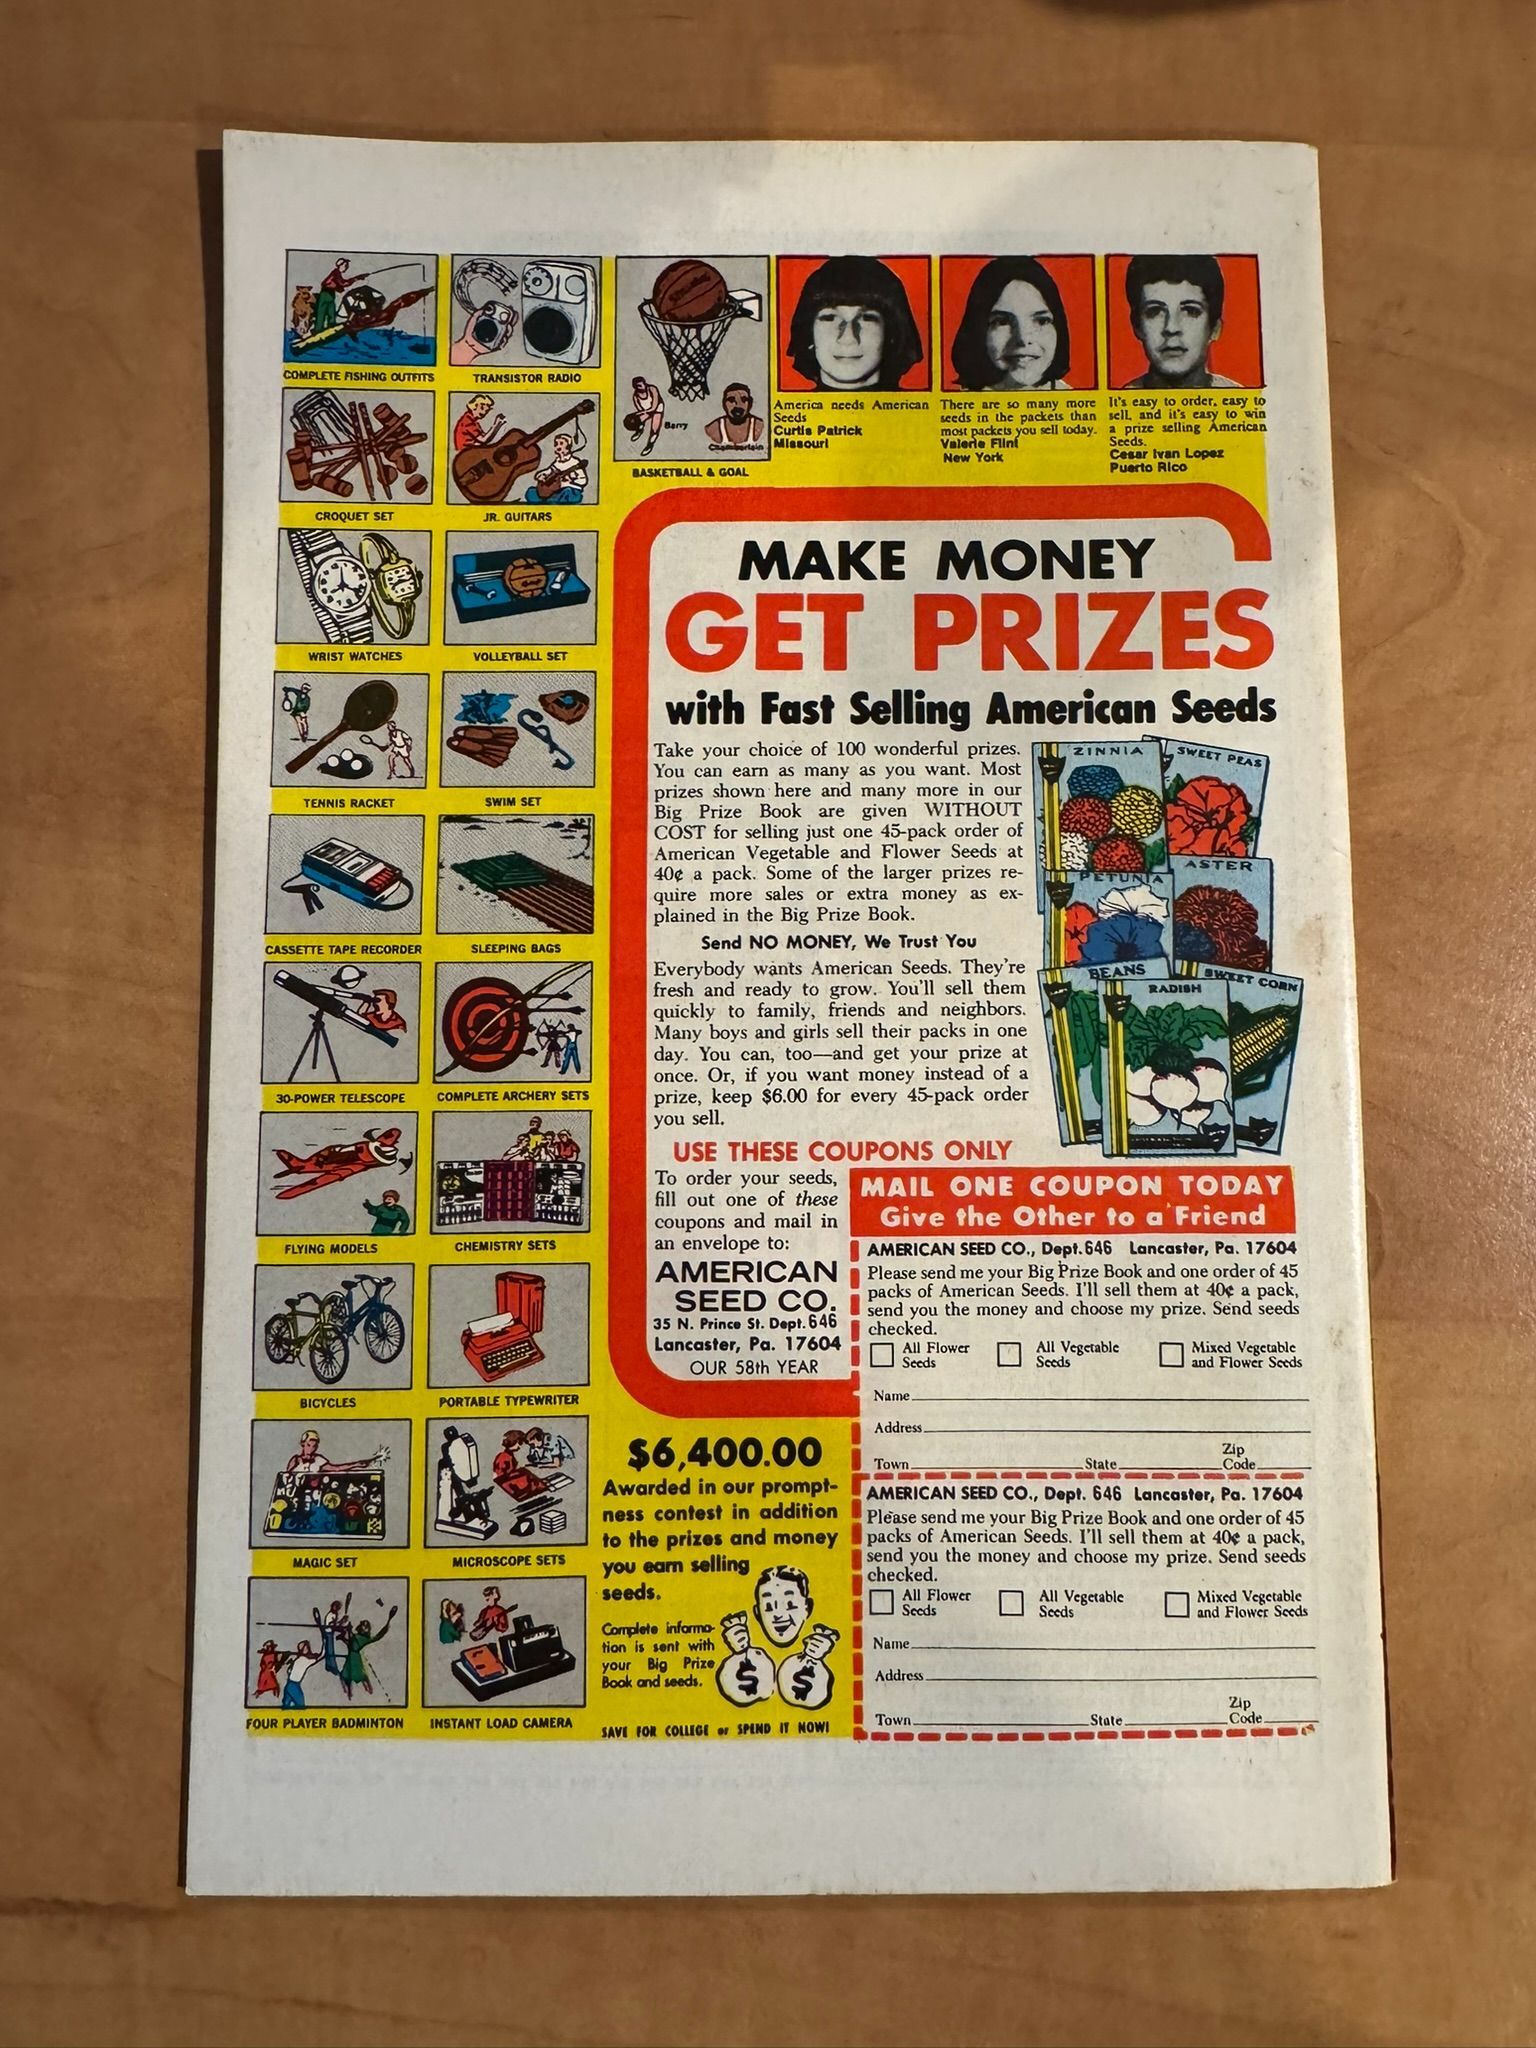 COMPLETE FISHING OUTFITS
TRANSISTOR RADIO
CROQUET SET
JR. GUITARS
WRIST WATCHES
VOLLEYBALL SET
TENNIS RACKET
SWIM SET
CASSETTE TAPE RECORDER
SLEEPING BAGS
30-POWER TELESCOPE
COMPLETE ARCHERY SETS
FLYING MODELS
CHEMISTRY SETS
BICYCLES
PORTABLE TYPEWRITER
MAGIC SET
MICROSCOPE SETS
FOUR PLAYER BADMINTON
INSTANT LOAD CAMERA
Barry
Chamberlain
BASKETBALL & GOAL
America needs American
Seeds
Curtis Patrick
Missouri
There are so many more
seeds in the packets than
most packets you sell today.
Valerie Flint
New York
It's easy to order, easy to
sell, and it's easy to win
a prize selling American
Seeds.
Cesar Ivan Lopez
Puerto Rico
MAKE MONEY
GET PRIZES
with Fast Selling American Seeds
Take your choice of 100 wonderful prizes.
You can earn as many as you want. Most
prizes shown here and many more in our
Big Prize Book are given WITHOUT
COST for selling just one 45-pack order of
American Vegetable and Flower Seeds at
40¢ a pack. Some of the larger prizes re-
quire more sales or extra money as ex-
plained in the Big Prize Book.
Send NO MONEY, We Trust You
Everybody wants American Seeds. They're
fresh and ready to grow. You'll sell them
quickly to family, friends and neighbors.
Many boys and girls sell their packs in one
day. You can, too—and get your prize at
once. Or, if you want money instead of a
prize, keep $6.00 for every 45-pack order
you sell.
ZINNIA
SWEET PEAS
PETUNIA
ASTER
BEANS
RADISH
SWEET CORN
USE THESE COUPONS ONLY
To order your seeds,
fill out one of these
coupons and mail in
an envelope to:
AMERICAN
SEED CO.
35 N. Prince St. Dept. 646
Lancaster, Pa. 17604
OUR 58th YEAR
MAIL ONE COUPON TODAY
Give the Other to a Friend
AMERICAN SEED CO., Dept. 646 Lancaster, Pa. 17604
Please send me your Big Prize Book and one order of 45
packs of American Seeds. I'll sell them at 40¢ a pack,
send you the money and choose my prize. Send seeds
checked.
All Flower Seeds
All Vegetable Seeds
Mixed Vegetable and Flower Seeds
Name
Address
Town State Zip Code
AMERICAN SEED CO., Dept. 646 Lancaster, Pa. 17604
Please send me your Big Prize Book and one order of 45
packs of American Seeds. I'll sell them at 40¢ a pack,
send you the money and choose my prize. Send seeds
checked.
All Flower Seeds
All Vegetable Seeds
Mixed Vegetable and Flower Seeds
Name
Address
Town State Zip Code
$6,400.00
Awarded in our prompt-
ness contest in addition
to the prizes and money
you earn selling
seeds.
Complete informa-
tion is sent with
your Big Prize
Book and seeds.
$ $
SAVE FOR COLLEGE or SPEND IT NOW!